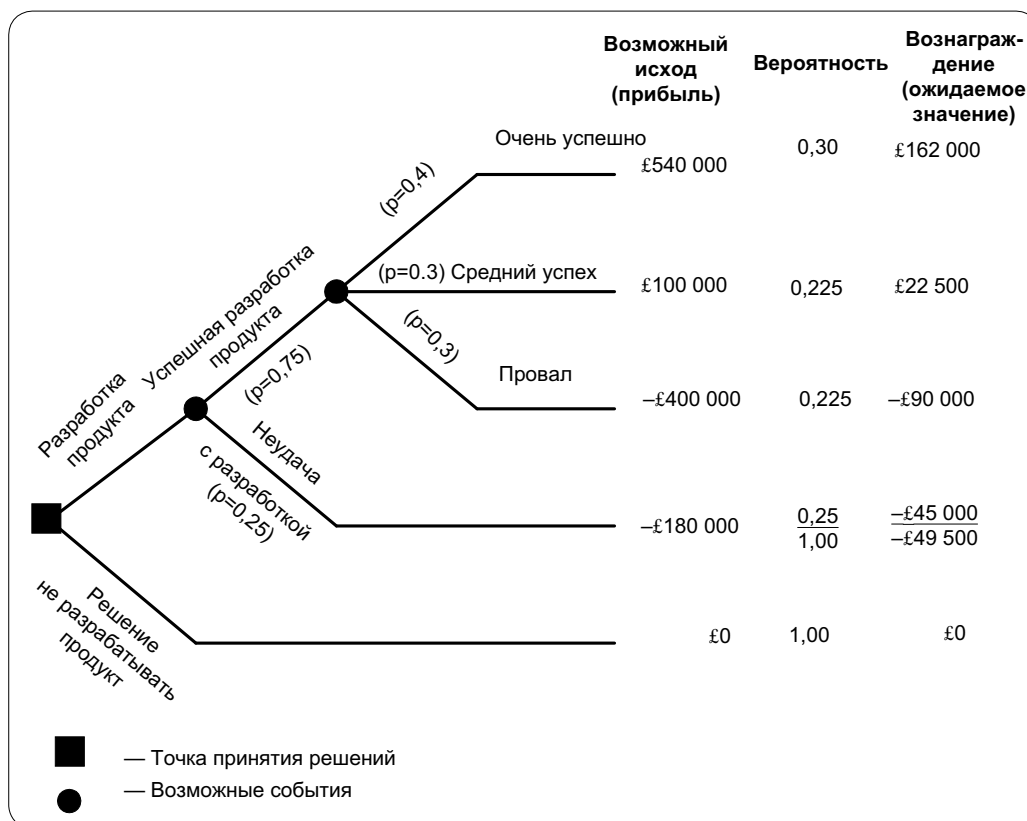 Возможный
исход
(прибыль)
Вероятность
Вознаграж-
дение
(ожидаемое
значение)
Очень успешно
£540 000
0,30
£162 000
(p=0,4)
(p=0.3) Средний успех
£100 000
0,225
£22 500
(p=0,3)
Провал
–£400 000
0,225
–£90 000
Успешная разработка
продукта
(p=0,75)
Разработка
продукта
Неудача
с разработкой
(p=0,25)
–£180 000
0,25
–£45 000
1,00
–£49 500
Решение
не разрабатывать
продукт
£0
1,00
£0
— Точка принятия решений
— Возможные события